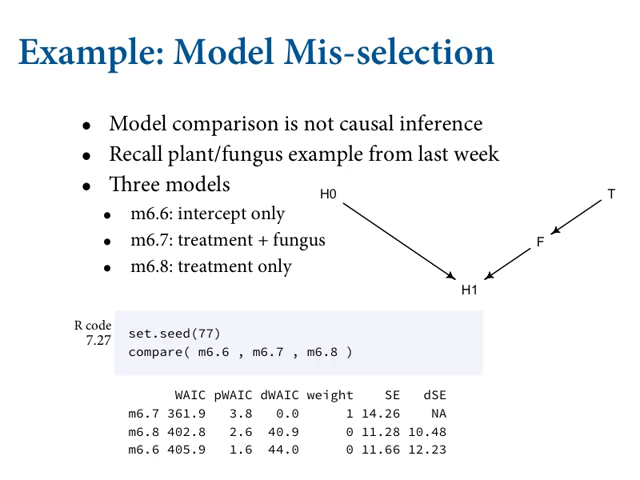 Example: Model Mis-selection
• Model comparison is not causal inference
• Recall plant/fungus example from last week
• Three models
• m6.6: intercept only
• m6.7: treatment + fungus
• m6.8: treatment only
H0
T
F
H1
R code
7.27
set.seed(77)
compare( m6.6 , m6.7 , m6.8 )
WAIC pWAIC dWAIC weight SE dSE
m6.7 361.9 3.8 0.0 1 14.26 NA
m6.8 402.8 2.6 40.9 0 11.28 10.48
m6.6 405.9 1.6 44.0 0 11.66 12.23